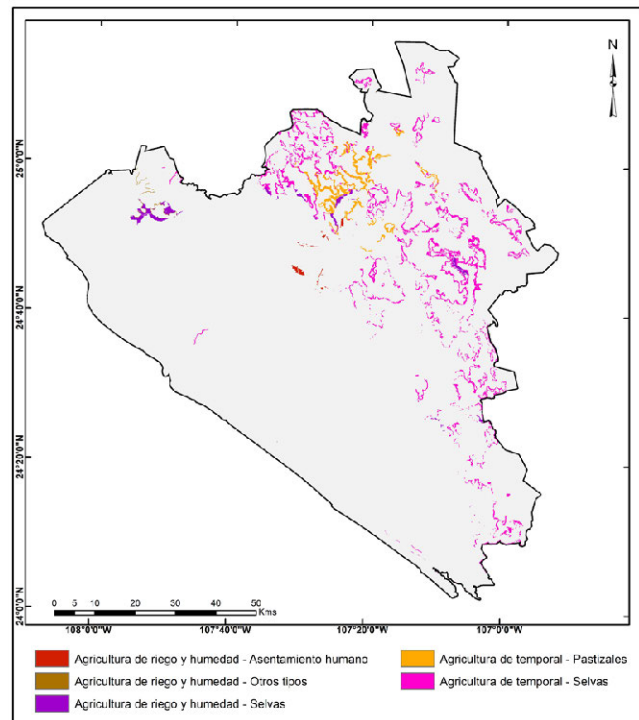 N
25°0'0"N
24°40'0"N
24°20'0"N
24°0'0"N
0 5 10 20 30 40 50
Kms
108°0'0"W 107°40'0"W 107°20'0"W 107°0'0"W
Agricultura de riego y humedad - Asentamiento humano
Agricultura de riego y humedad - Otros tipos
Agricultura de riego y humedad - Selvas
Agricultura de temporal - Pastizales
Agricultura de temporal - Selvas